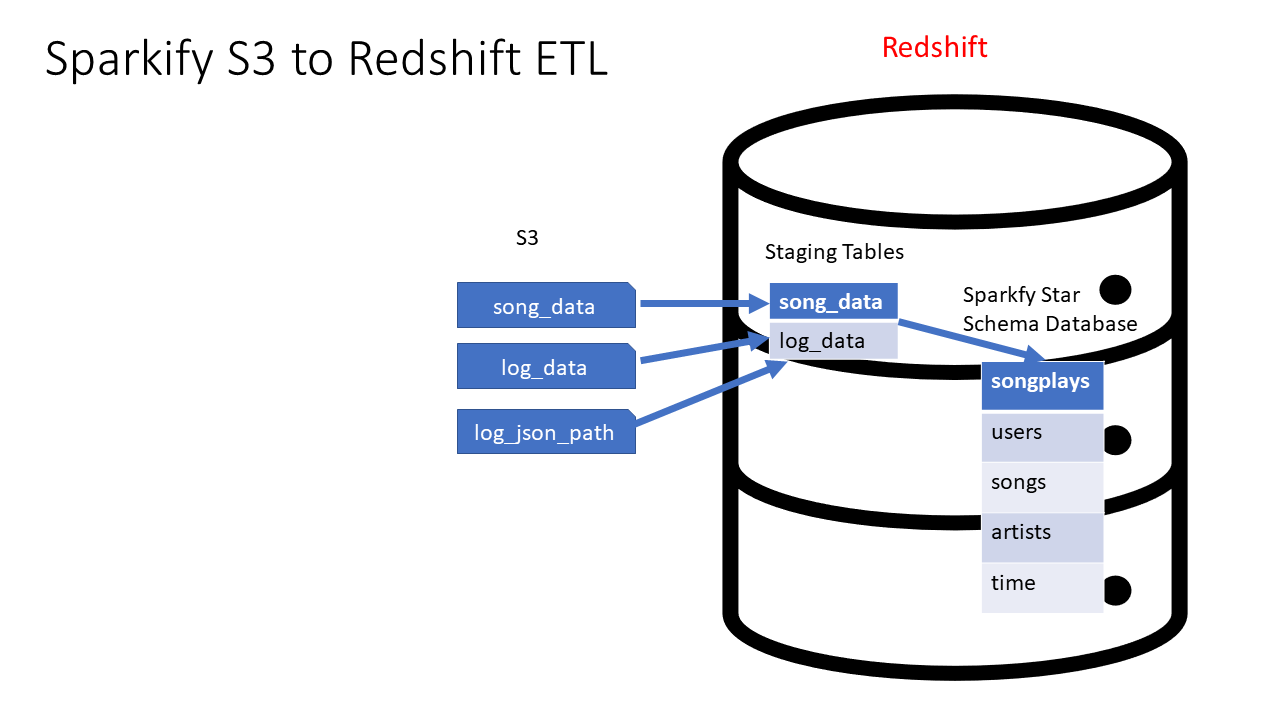 Sparkify S3 to Redshift ETL
Redshift
S3
song_data
log_data
log_json_path
Staging Tables
song_data
log_data
Sparkfy Star
Schema Database
songplays
users
songs
artists
time